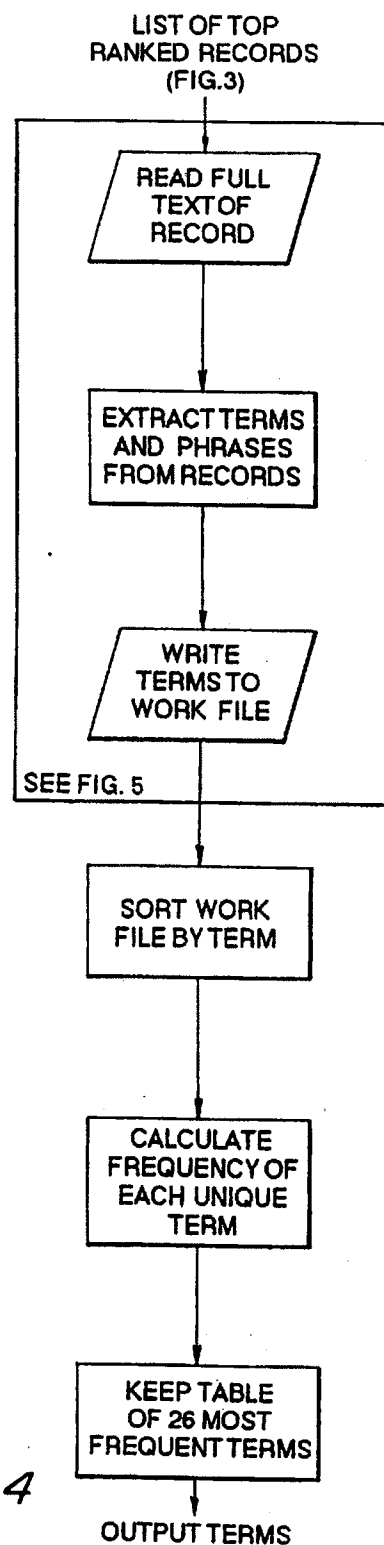 LIST OF TOP
RANKED RECORDS
(FIG.3)
READ FULL
TEXT OF
RECORD
EXTRACT TERMS
AND PHRASES
FROM RECORDS
WRITE
TERMS TO
WORK FILE
SEE FIG. 5
SORT WORK
FILE BY TERM
CALCULATE
FREQUENCY OF
EACH UNIQUE
TERM
KEEP TABLE
OF 26 MOST
FREQUENT TERMS
4
OUTPUT TERMS